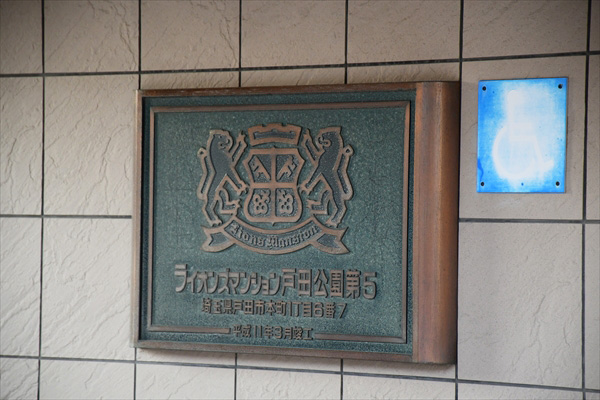 Lions Mansion
ライオンズマンション戸田公園第5
埼玉県戸田市本町1丁目6番7
平成11年3月竣工